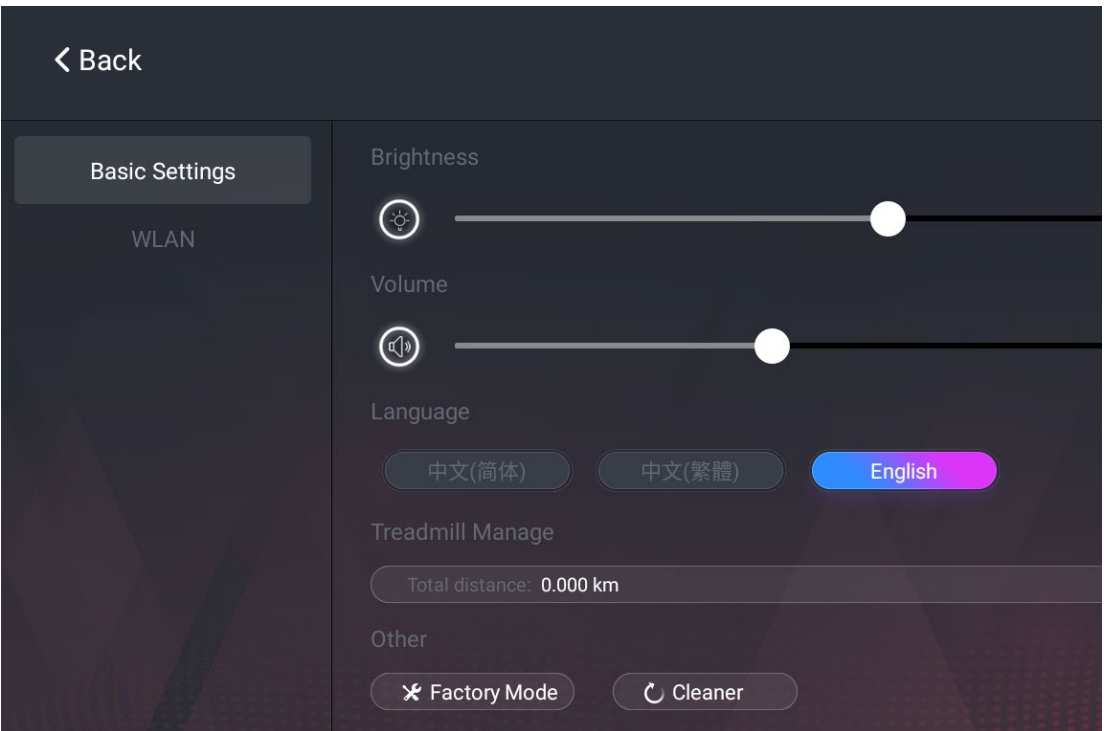 Back
Basic Settings
WLAN
Brightness
Volume
Language
中文(简体) 中文(繁體) English
Treadmill Manage
Total distance: 0.000 km
Other
Factory Mode Cleaner